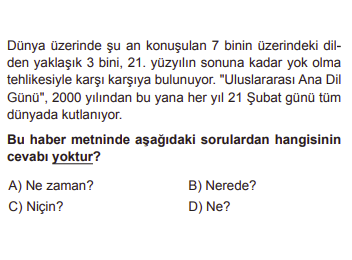 Dünya üzerinde şu an konuşulan 7 binin üzerindeki dil-
den yaklaşık 3 bini, 21. yüzyılın sonuna kadar yok olma
tehlikesiyle karşı karşıya bulunuyor. "Uluslararası Ana Dil
Günü", 2000 yılından bu yana her yıl 21 Şubat günü tüm
dünyada kutlanıyor.
Bu haber metninde aşağıdaki sorulardan hangisinin
cevabı yoktur?
A) Ne zaman? B) Nerede?
C) Niçin? D) Ne?